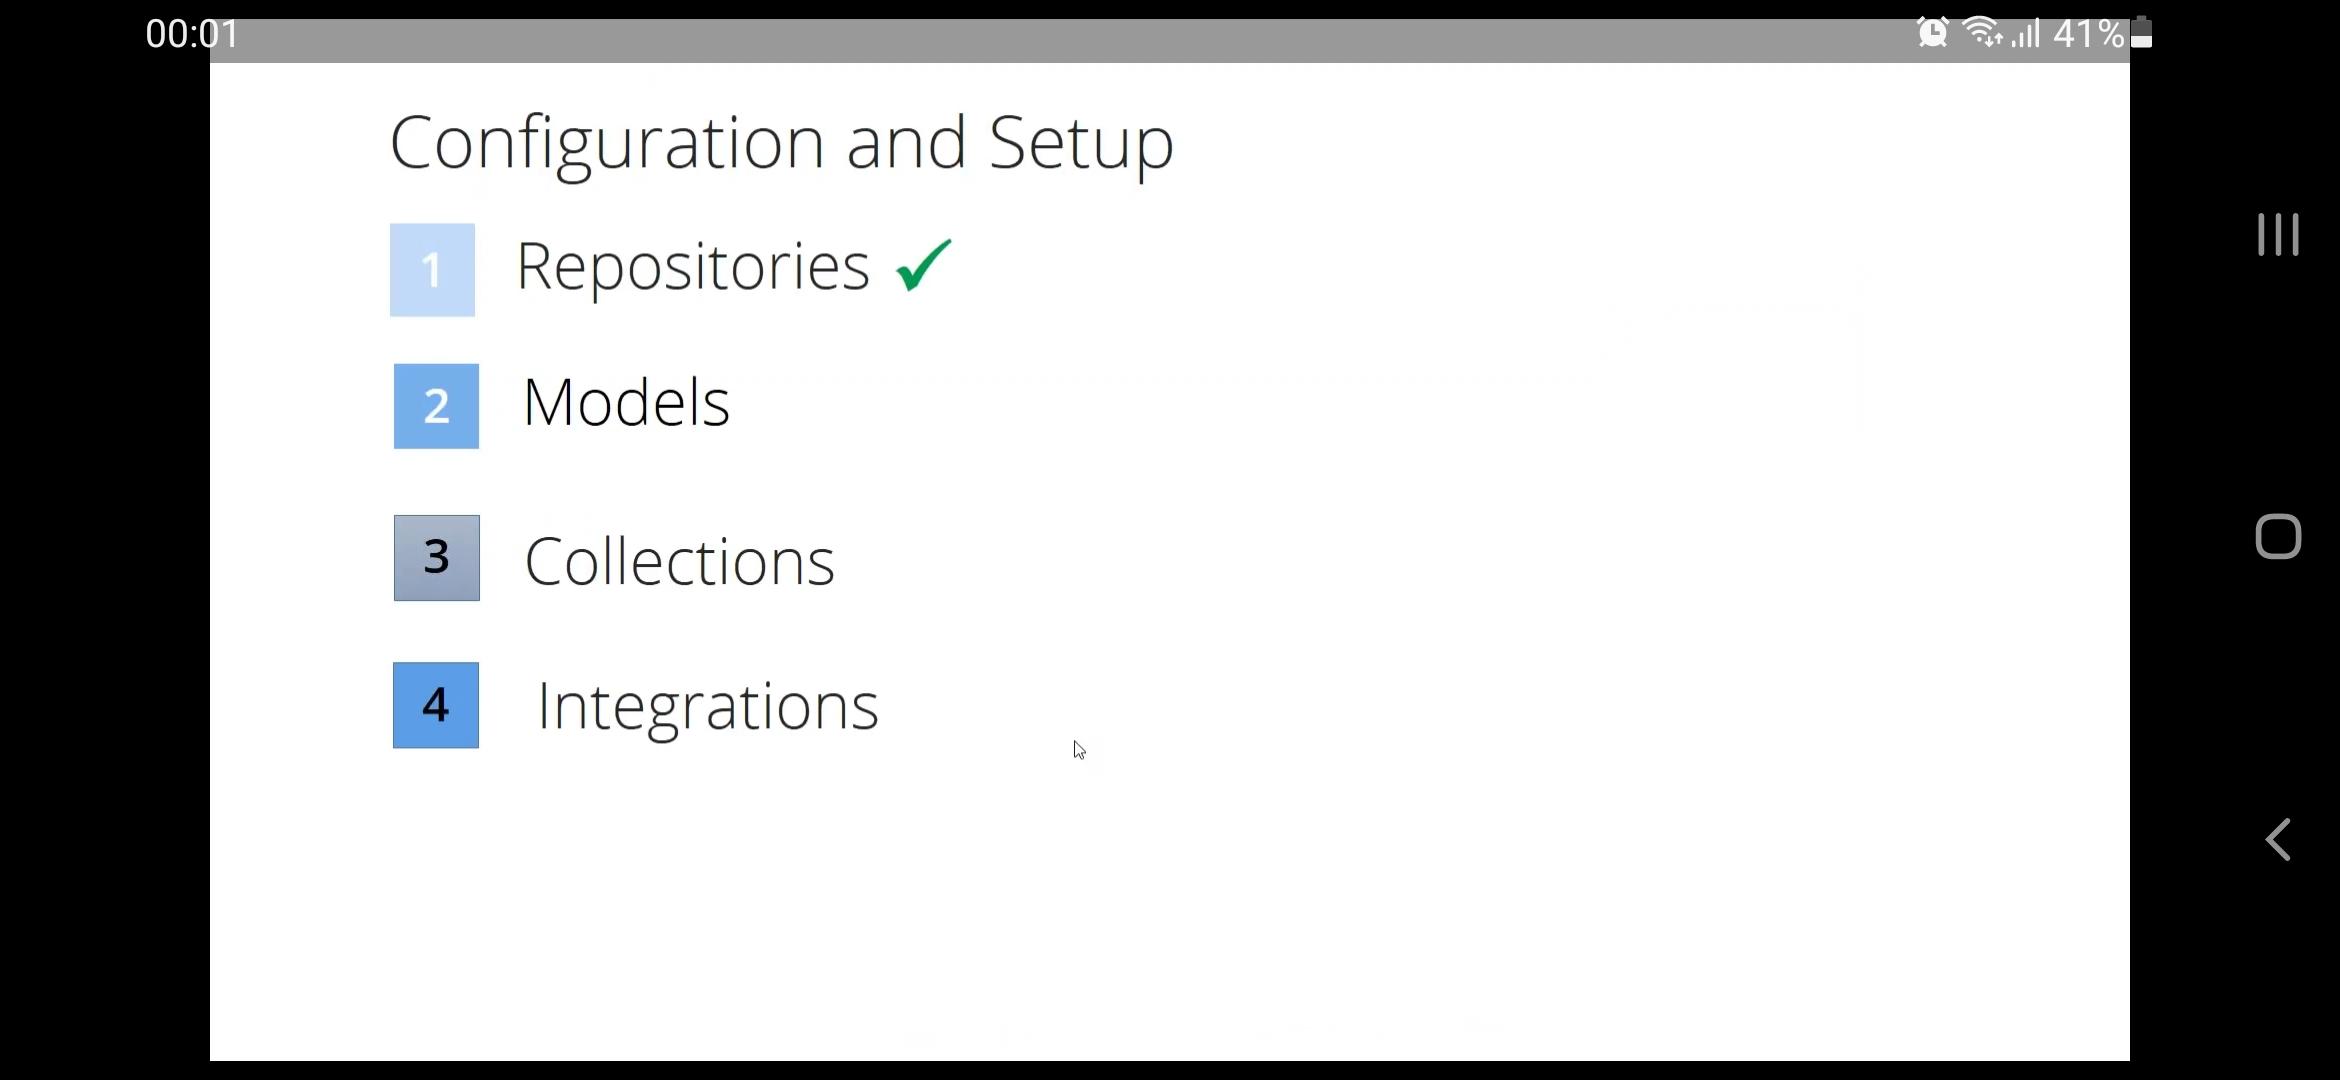 00:01 41%
Configuration and Setup
1 Repositories
2 Models
3 Collections
4 Integrations